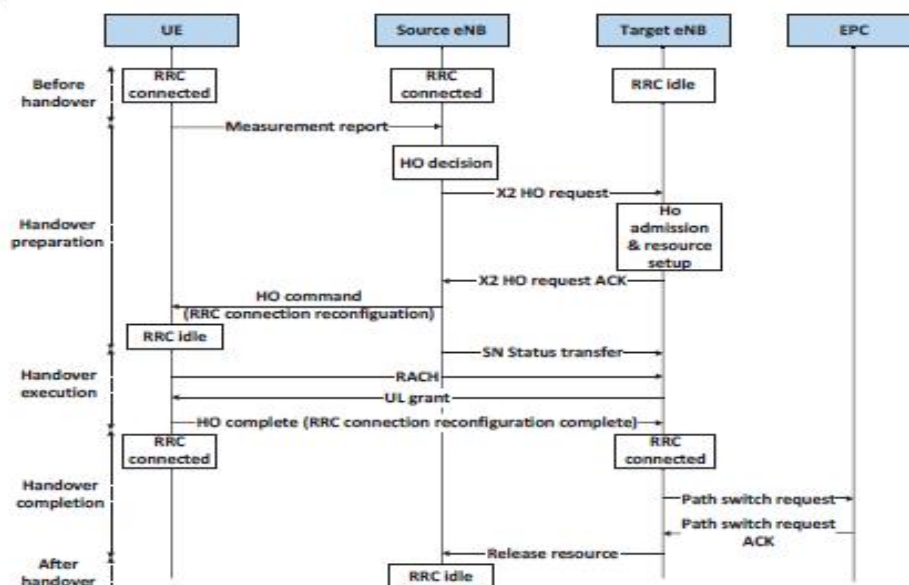 UE
Source eNB
Target eNB
EPC
Before
handover
RRC
connected
RRC
connected
RRC idle
Measurement report
HO decision
X2 HO request
Handover
preparation
Ho
admission
& resource
setup
X2 HO request ACK
HO command
(RRC connection reconfiguation)
RRC idle
SN Status transfer
Handover
execution
RACH
UL grant
HO complete (RRC connection reconfiguration complete)
RRC
connected
RRC
connected
Handover
completion
Path switch request
Path switch request
ACK
Release resource
After
handover
RRC idle